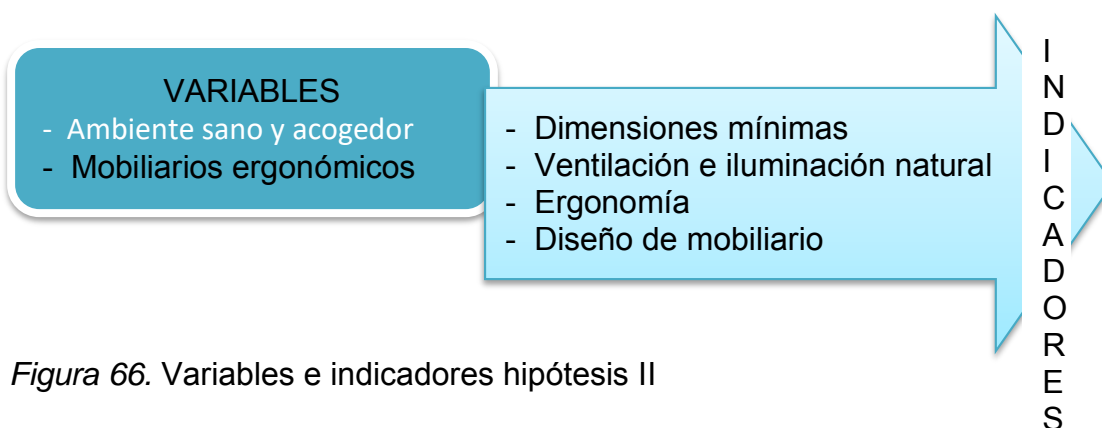 VARIABLES
- Ambiente sano y acogedor
- Mobiliarios ergonómicos
- Dimensiones mínimas
- Ventilación e iluminación natural
- Ergonomía
- Diseño de mobiliario
I
N
D
I
C
A
D
O
R
E
S
Figura 66. Variables e indicadores hipótesis II